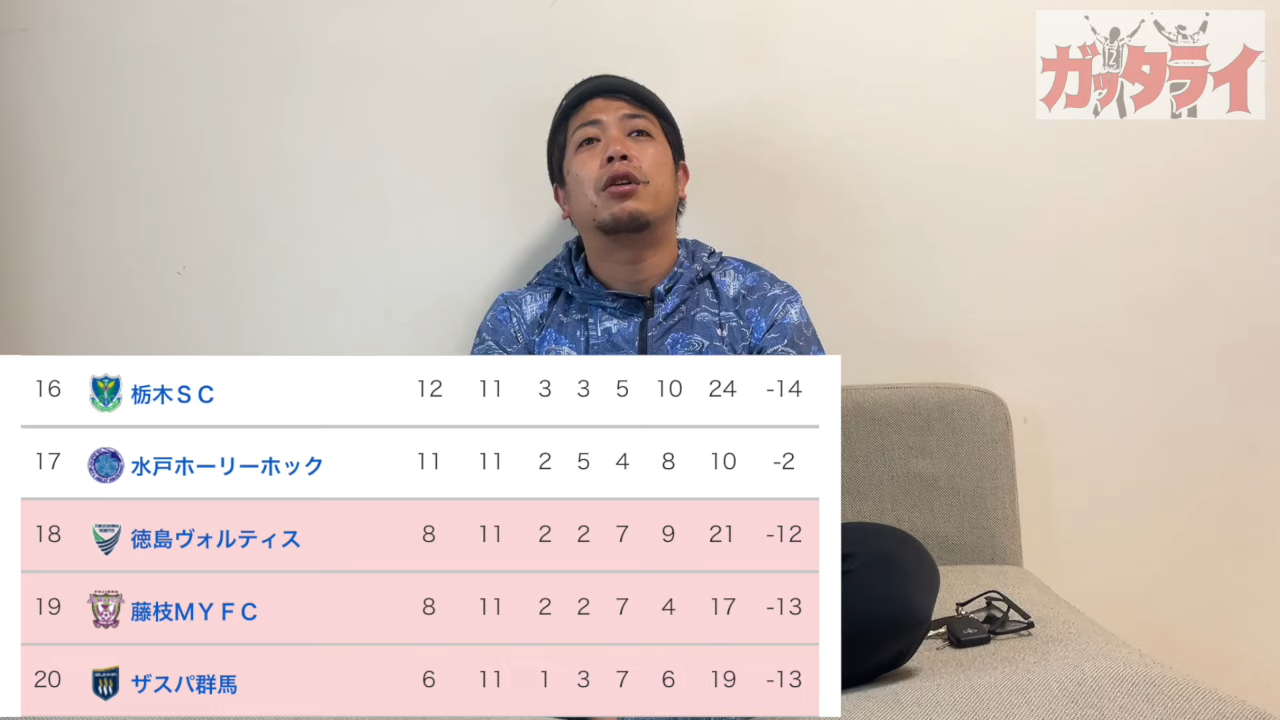 ガッタライ
16 栃木ＳＣ 12 11 3 3 5 10 24 -14
17 水戸ホーリーホック 11 11 2 5 4 8 10 -2
18 徳島ヴォルティス 8 11 2 2 7 9 21 -12
19 藤枝ＭＹＦＣ 8 11 2 2 7 4 17 -13
20 ザスパ群馬 6 11 1 3 7 6 19 -13